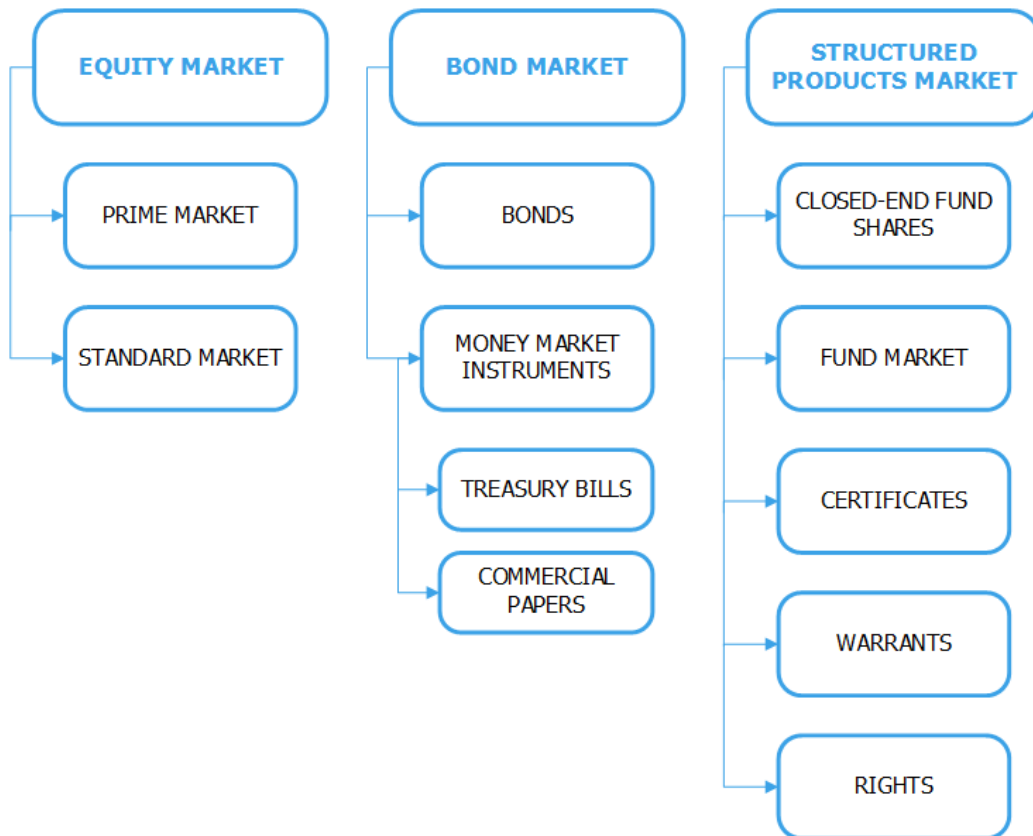 EQUITY MARKET
PRIME MARKET
STANDARD MARKET
BOND MARKET
BONDS
MONEY MARKET
INSTRUMENTS
TREASURY BILLS
COMMERCIAL
PAPERS
STRUCTURED
PRODUCTS MARKET
CLOSED-END FUND
SHARES
FUND MARKET
CERTIFICATES
WARRANTS
RIGHTS